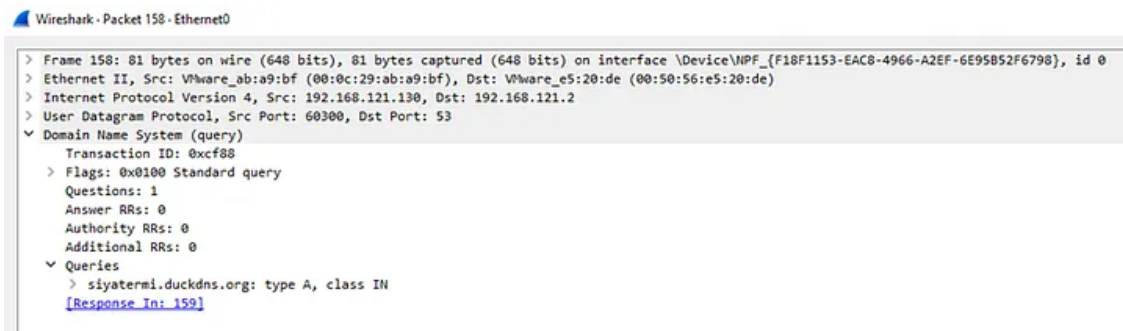 Wireshark · Packet 158 · Ethernet0
> Frame 158: 81 bytes on wire (648 bits), 81 bytes captured (648 bits) on interface \Device\NPF_{F18F1153-EAC8-4966-A2EF-6E95B52F6798}, id 0
> Ethernet II, Src: VMware_ab:a9:bf (00:0c:29:ab:a9:bf), Dst: VMware_e5:20:de (00:50:56:e5:20:de)
> Internet Protocol Version 4, Src: 192.168.121.130, Dst: 192.168.121.2
> User Datagram Protocol, Src Port: 60300, Dst Port: 53
Domain Name System (query)
Transaction ID: 0xcf88
> Flags: 0x0100 Standard query
Questions: 1
Answer RRs: 0
Authority RRs: 0
Additional RRs: 0
Queries
> siyatermi.duckdns.org: type A, class IN
[Response In: 159]